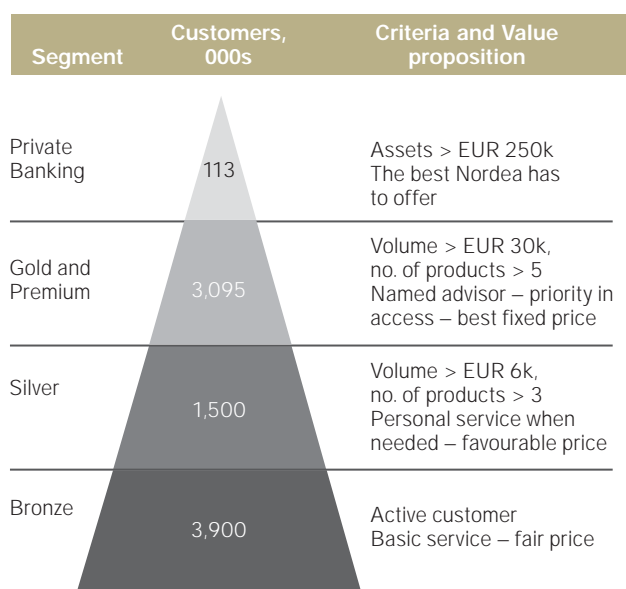 Segment
Customers,
000s
Criteria and Value
proposition
Private
Banking
113
Assets > EUR 250k
The best Nordea has
to offer
Gold and
Premium
3,095
Volume > EUR 30k,
no. of products > 5
Named advisor – priority in
access – best fixed price
Silver
1,500
Volume > EUR 6k,
no. of products > 3
Personal service when
needed – favourable price
Bronze
3,900
Active customer
Basic service – fair price